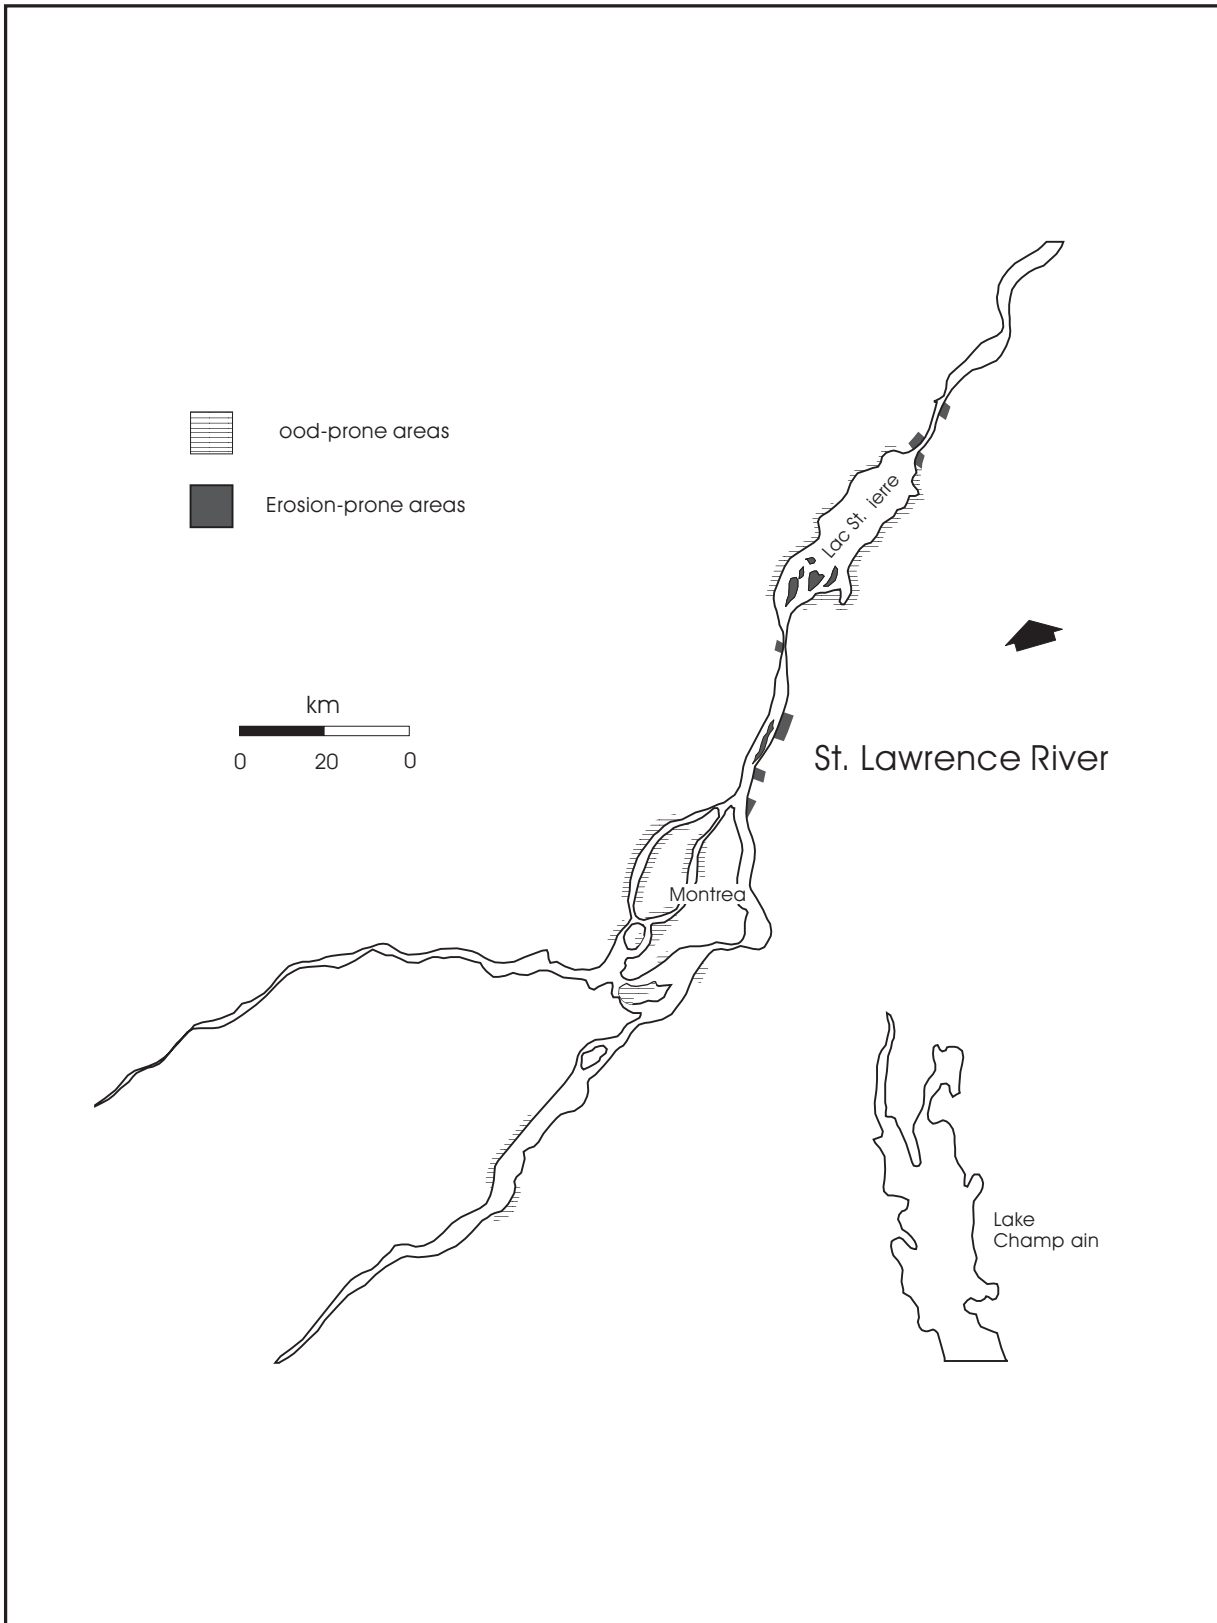 ood-prone areas
Erosion-prone areas
Lac St. ierre
km
0 20 0
St. Lawrence River
Montrea
Lake
Champ ain